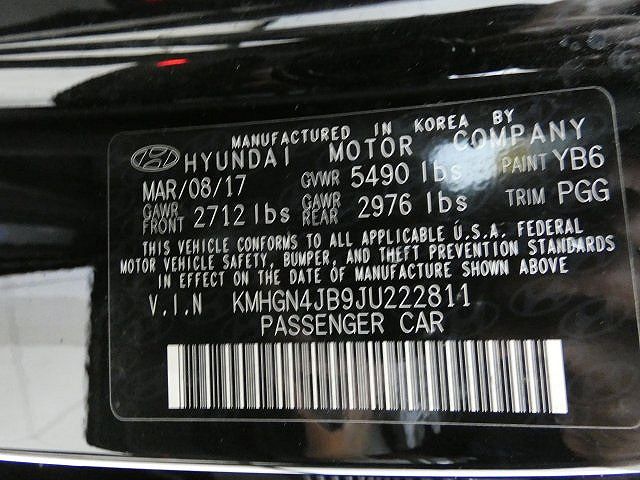 MANUFACTURED IN KOREA BY
HYUNDAI MOTOR COMPANY
MAR/08/17 GVWR 5490 lbs PAINT YB6
GAWR FRONT 2712 lbs GAWR REAR 2976 lbs TRIM PGG
THIS VEHICLE CONFORMS TO ALL APPLICABLE U.S.A. FEDERAL
MOTOR VEHICLE SAFETY, BUMPER, AND THEFT PREVENTION STANDARDS
IN EFFECT ON THE DATE OF MANUFACTURE SHOWN ABOVE
V.I.N KMHGN4JB9JU222811
PASSENGER CAR